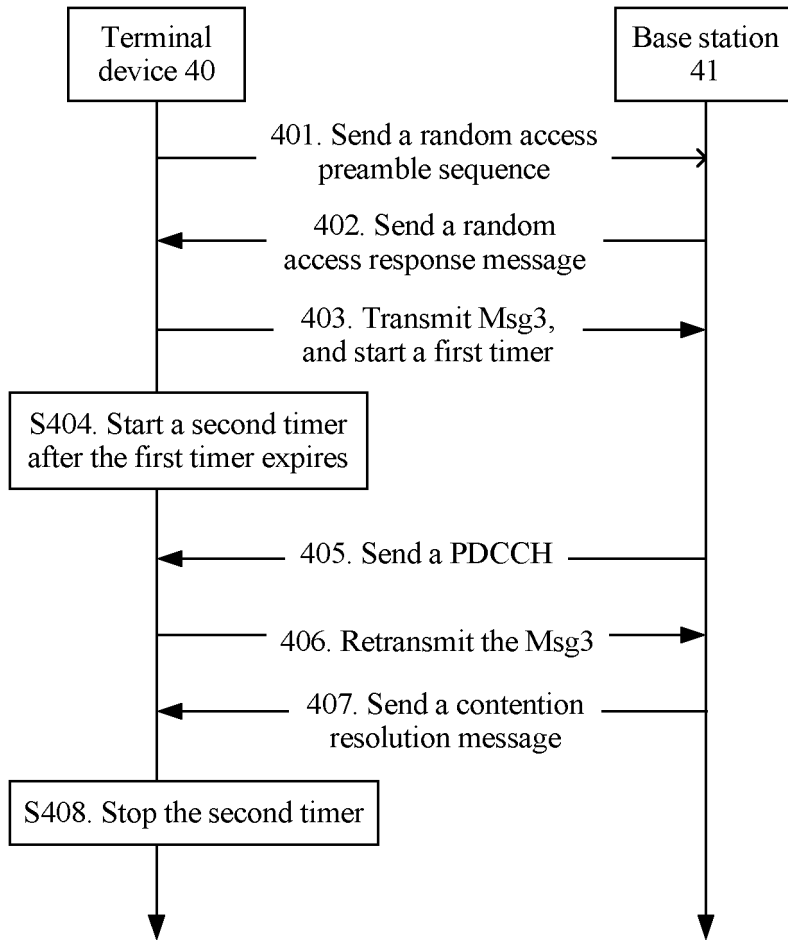 Terminal
device 40
Base station
41
401. Send a random access
preamble sequence
402. Send a random
access response message
403. Transmit Msg3,
and start a first timer
S404. Start a second timer
after the first timer expires
405. Send a PDCCH
406. Retransmit the Msg3
407. Send a contention
resolution message
S408. Stop the second timer